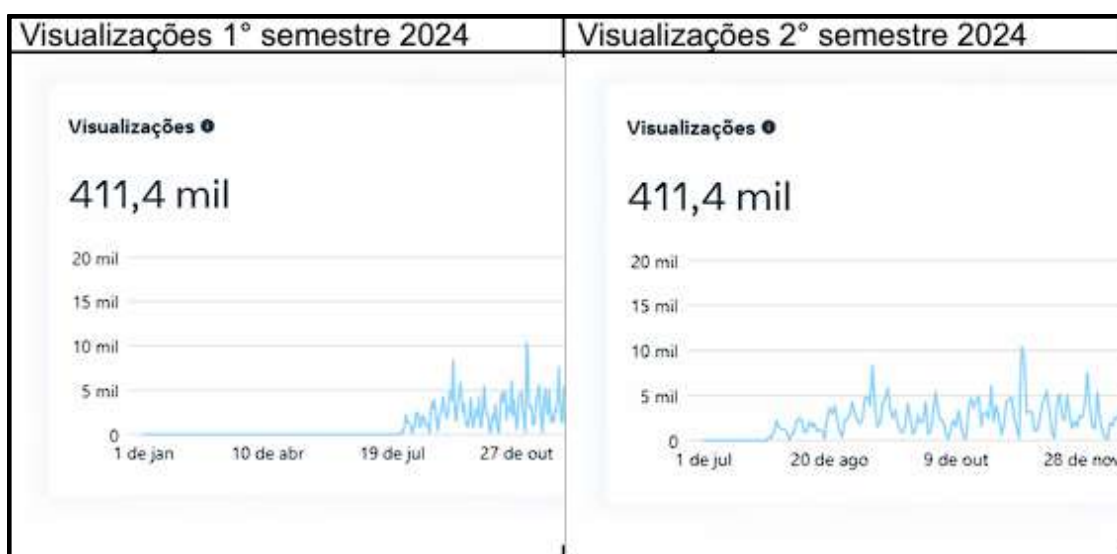 Visualizações 1° semestre 2024
Visualizações
411,4 mil
20 mil
15 mil
10 mil
5 mil
0
1 de jan 10 de abr 19 de jul 27 de out
Visualizações 2° semestre 2024
Visualizações
411,4 mil
20 mil
15 mil
10 mil
5 mil
0
1 de jul 20 de ago 9 de out 28 de nov